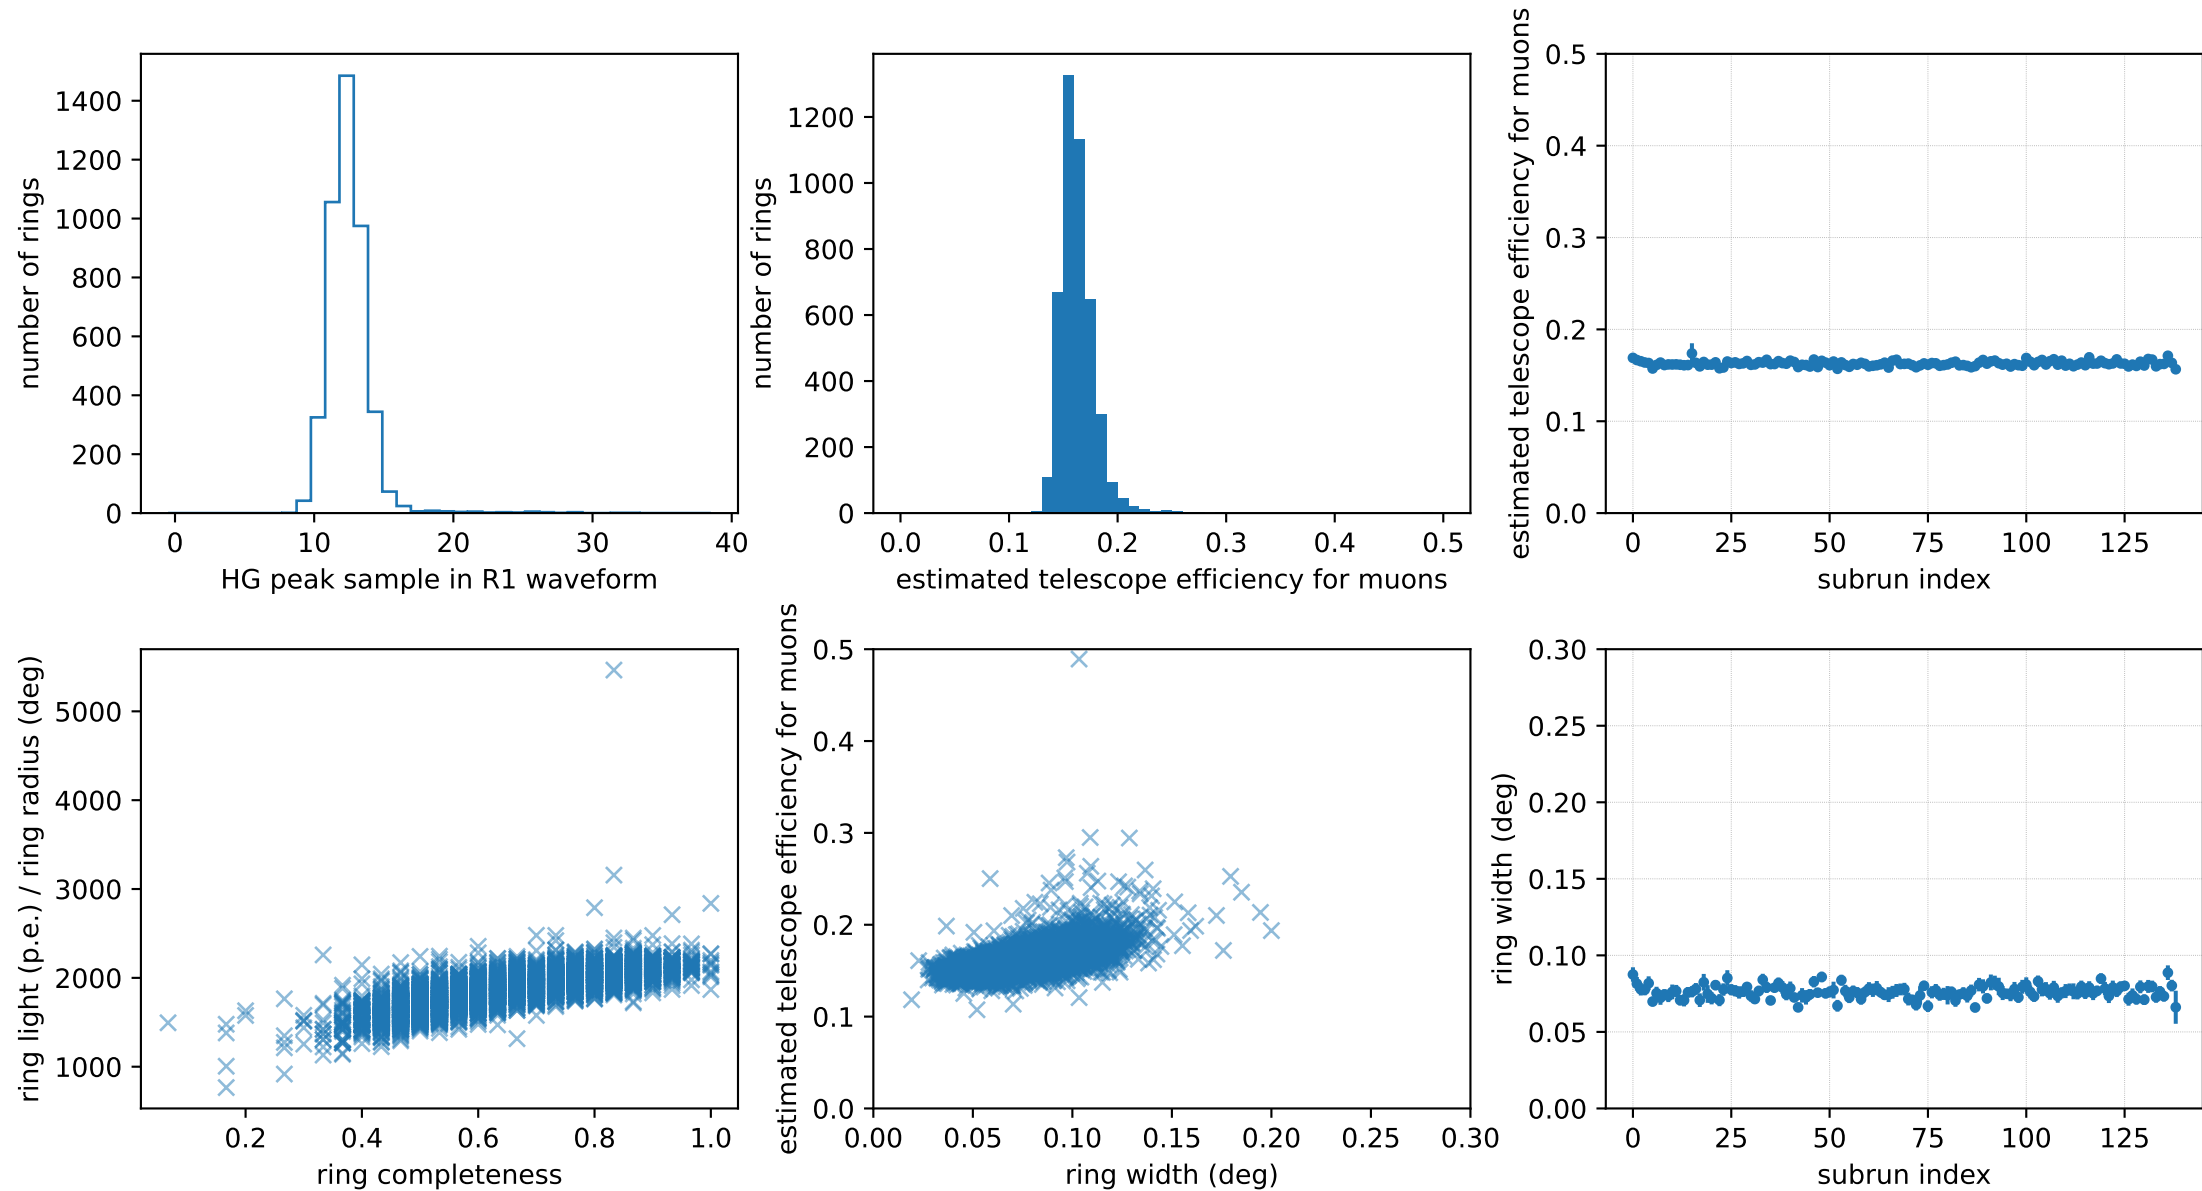 number of rings
1400
1200
1000
800
600
400
200
0
0 10 20 30 40
HG peak sample in R1 waveform
number of rings
1200
1000
800
600
400
200
0
0.0 0.1 0.2 0.3 0.4 0.5
estimated telescope efficiency for muons
estimated telescope efficiency for muons
0.5
0.4
0.3
0.2
0.1
0.0
0 25 50 75 100 125
subrun index
ring light (p.e.) / ring radius (deg)
5000
4000
3000
2000
1000
0.2 0.4 0.6 0.8 1.0
ring completeness
estimated telescope efficiency for muons
0.5
0.4
0.3
0.2
0.1
0.0
0.00 0.05 0.10 0.15 0.20 0.25 0.30
ring width (deg)
ring width (deg)
0.30
0.25
0.20
0.15
0.10
0.05
0.00
0 25 50 75 100 125
subrun index